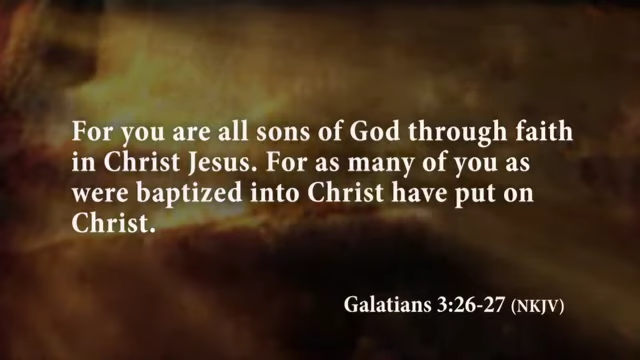 For you are all sons of God through faith
in Christ Jesus. For as many of you as
were baptized into Christ have put on
Christ.
Galatians 3:26-27 (NKJV)